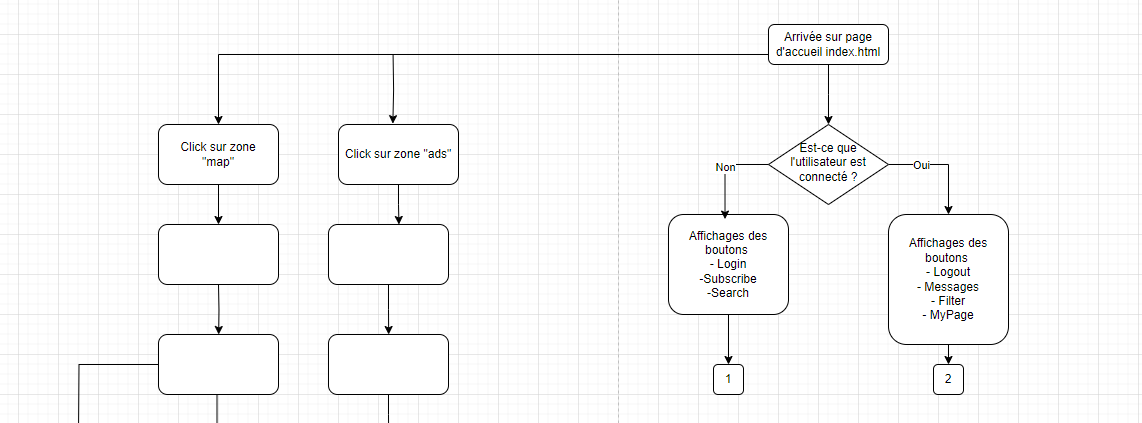 Arrivée sur page
d'accueil index.html
Click sur zone
"map"
Click sur zone "ads"
Est-ce que
l'utilisateur est
connecté ?
Non
Oui
Affichages des
boutons
- Login
-Subscribe
-Search
Affichages des
boutons
- Logout
- Messages
- Filter
- MyPage
1
2